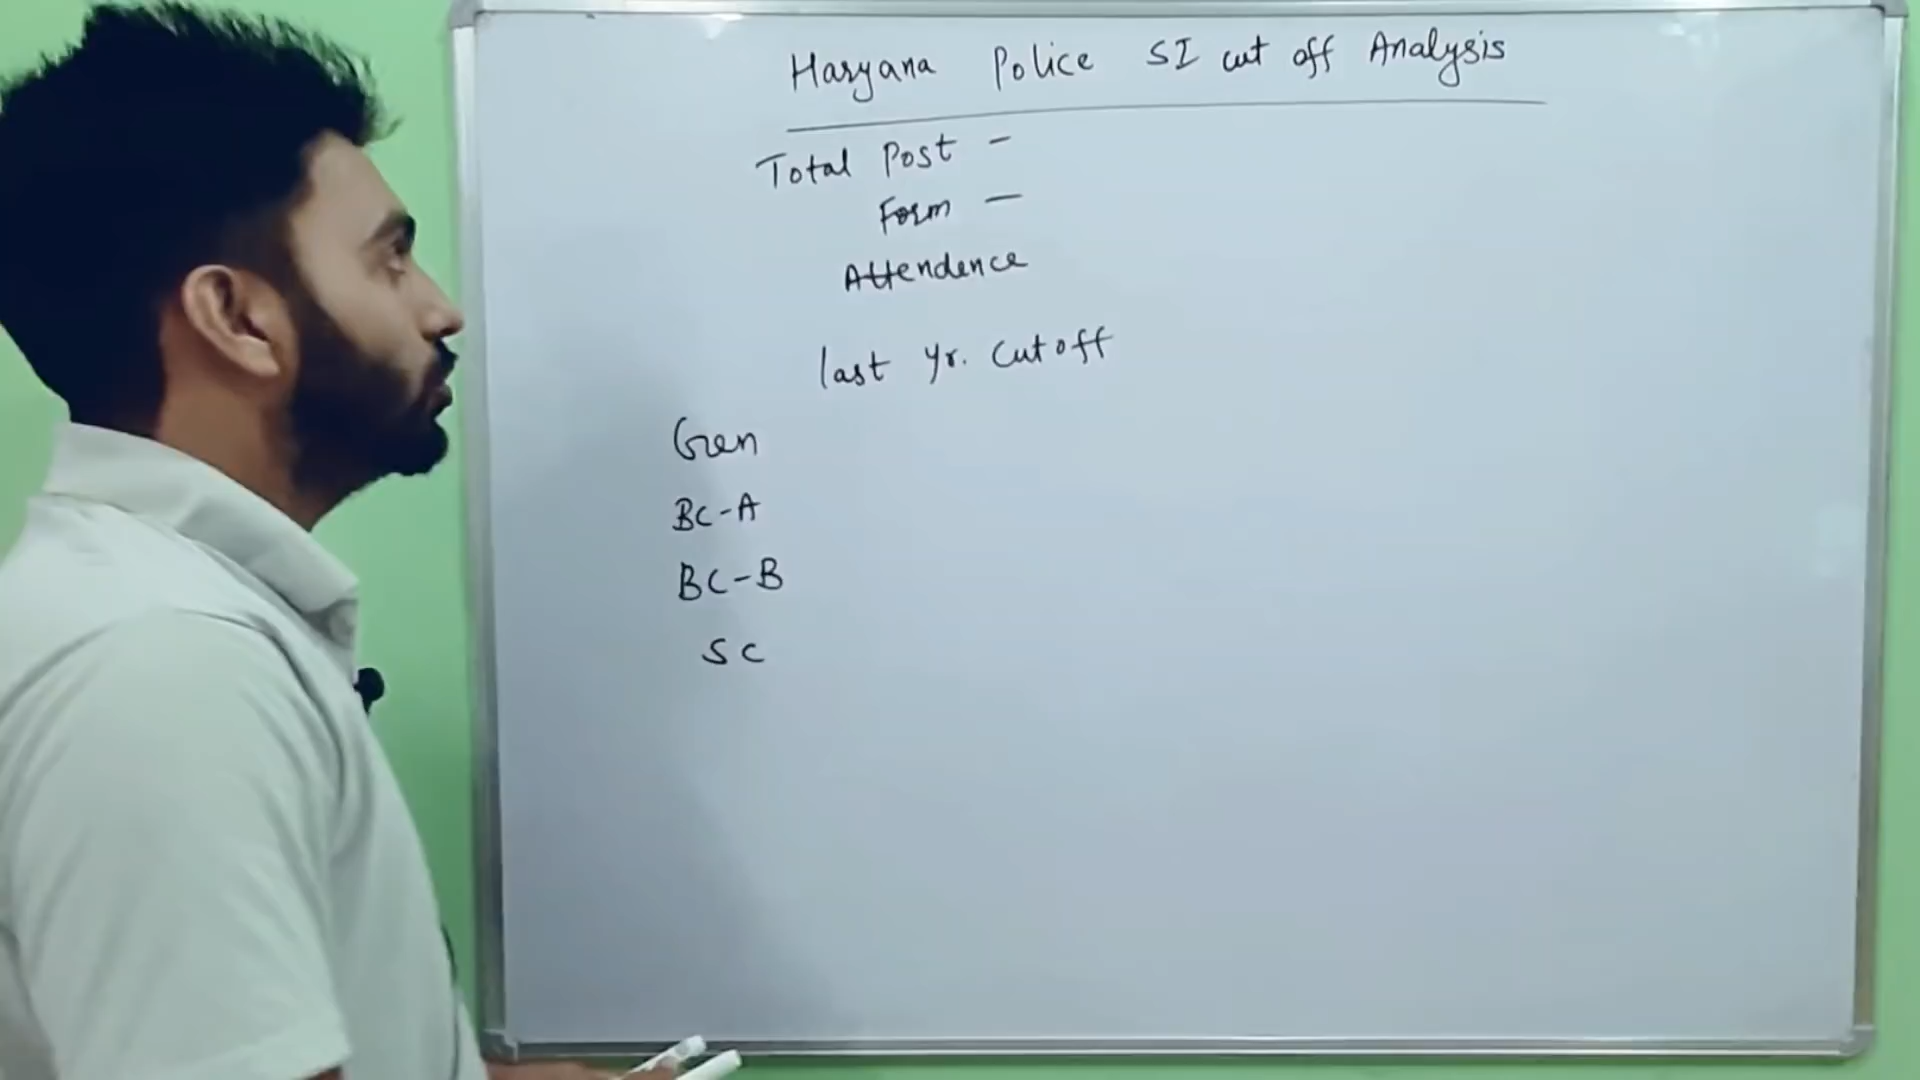 Haryana Police SI cut off Analysis
Total Post -
Form -
Attendence
last yr. Cutoff
Gen
BC-A
BC-B
SC